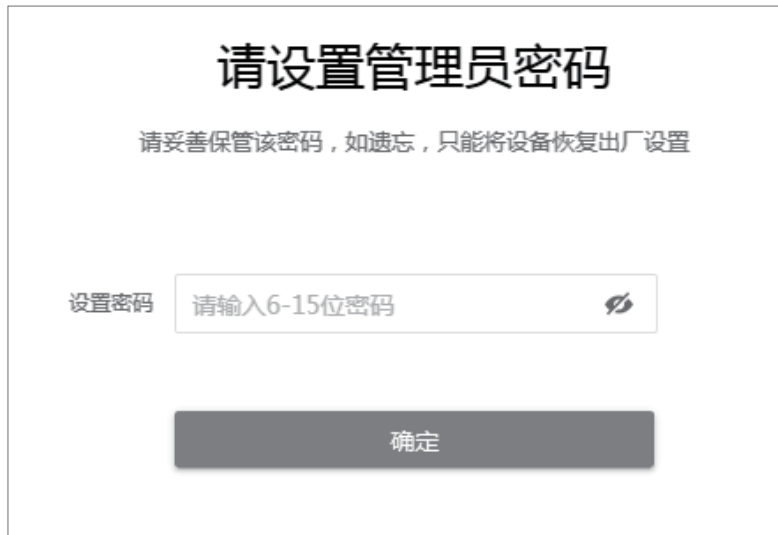 请设置管理员密码
请妥善保管该密码，如遗忘，只能将设备恢复出厂设置
设置密码 请输入6-15位密码
确定